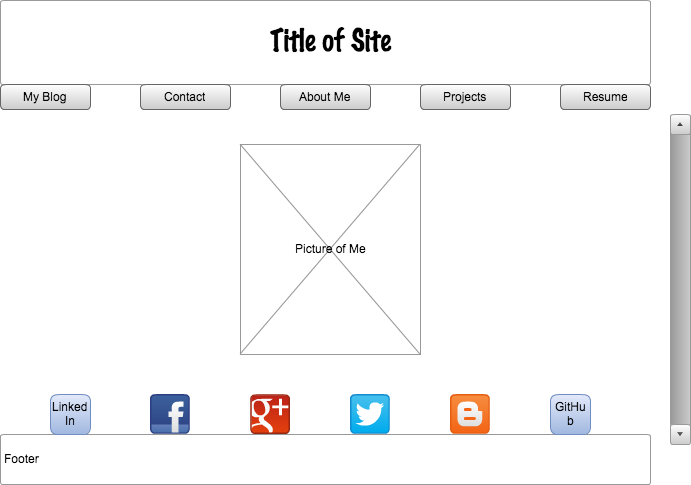 Title of Site
My Blog
Contact
About Me
Projects
Resume
Picture of Me
Linked
In
f
g+
GitHu
b
Footer